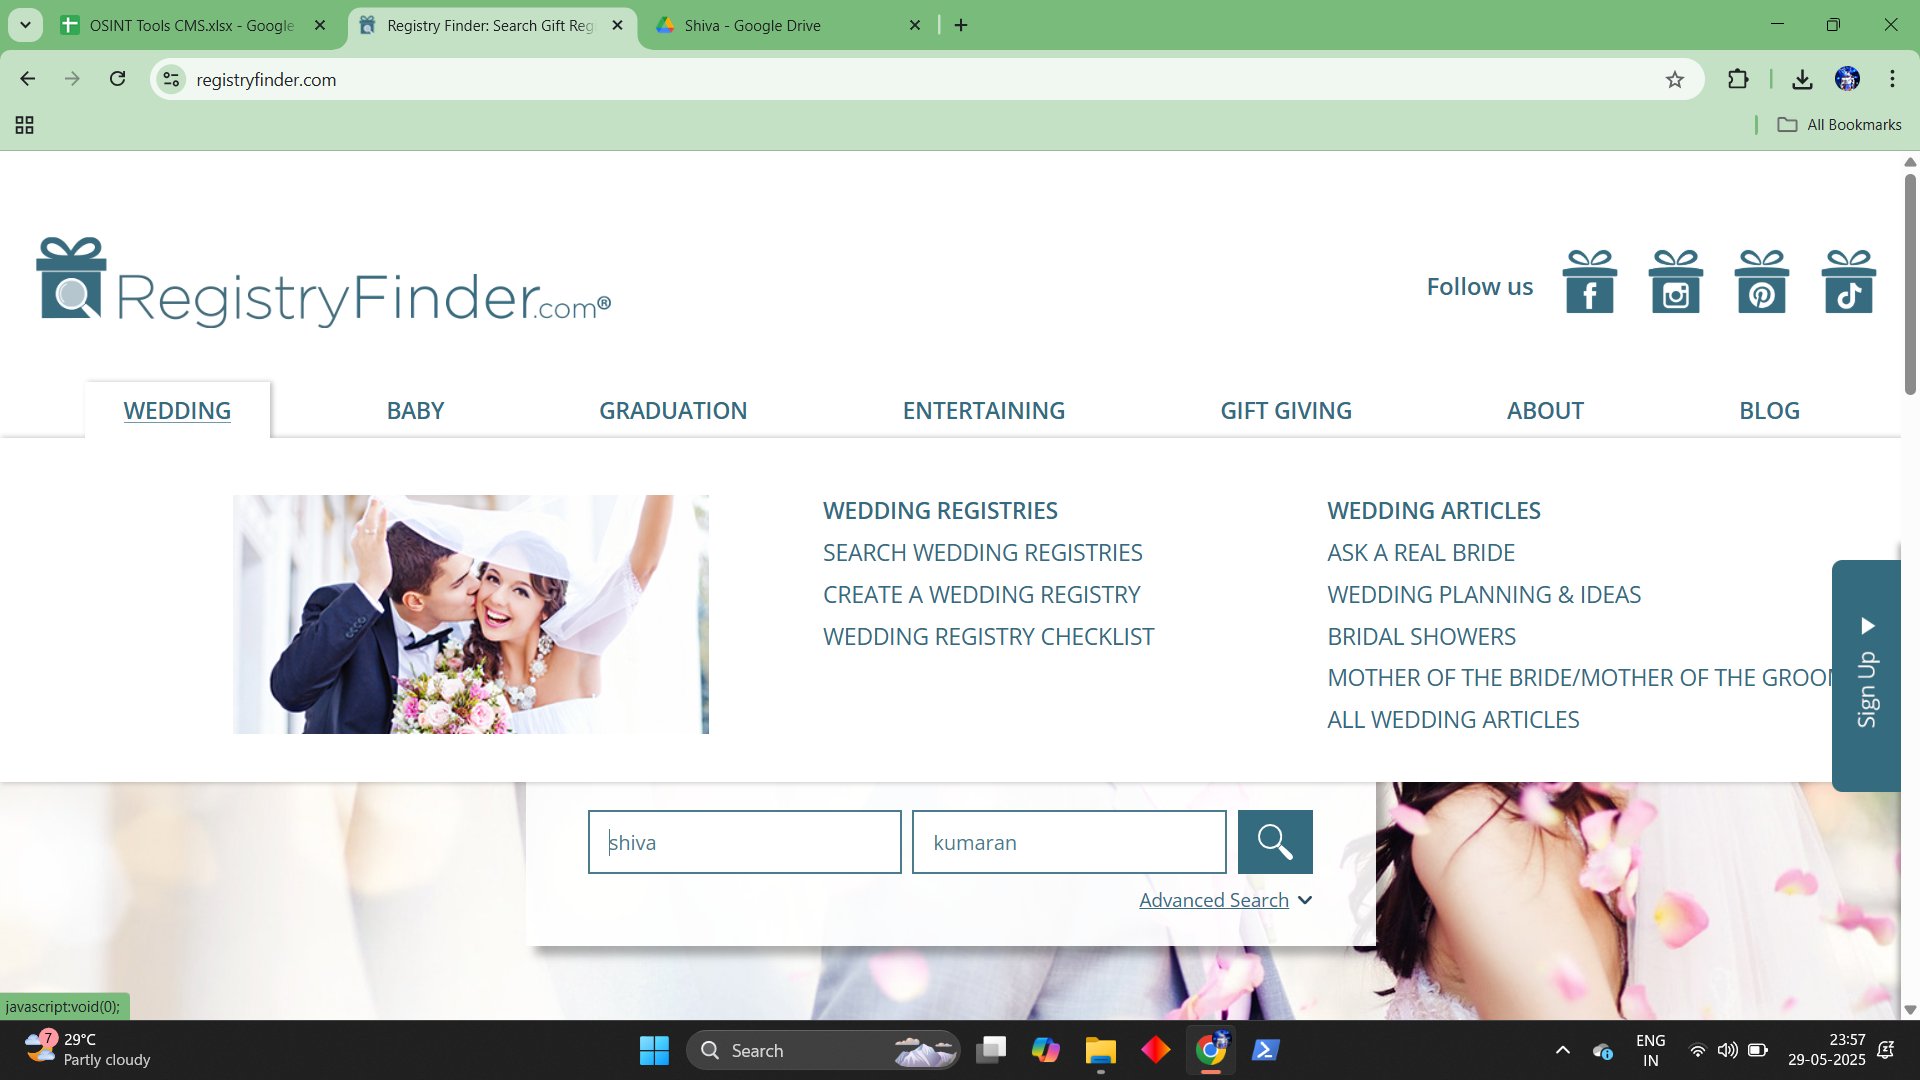 OSINT Tools CMS.xlsx - Google
Registry Finder: Search Gift Reg
Shiva - Google Drive
registryfinder.com
All Bookmarks
RegistryFinder.com®
Follow us
WEDDING BABY GRADUATION ENTERTAINING GIFT GIVING ABOUT BLOG
WEDDING REGISTRIES
SEARCH WEDDING REGISTRIES
CREATE A WEDDING REGISTRY
WEDDING REGISTRY CHECKLIST
WEDDING ARTICLES
ASK A REAL BRIDE
WEDDING PLANNING & IDEAS
BRIDAL SHOWERS
MOTHER OF THE BRIDE/MOTHER OF THE GROOM
ALL WEDDING ARTICLES
Sign Up
shiva
kumaran
Advanced Search
javascript:void(0);
7
29°C
Partly cloudy
Search
ENG
IN
23:57
29-05-2025